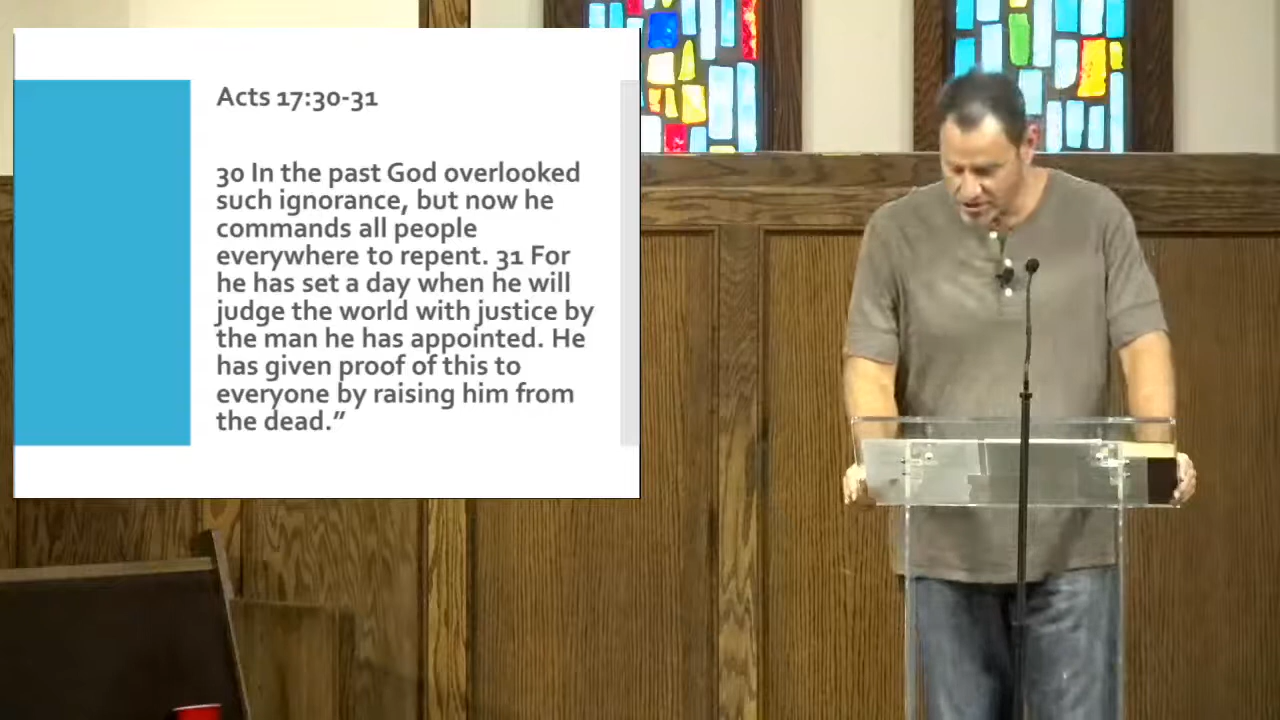 Acts 17:30-31
30 In the past God overlooked
such ignorance, but now he
commands all people
everywhere to repent. 31 For
he has set a day when he will
judge the world with justice by
the man he has appointed. He
has given proof of this to
everyone by raising him from
the dead.”